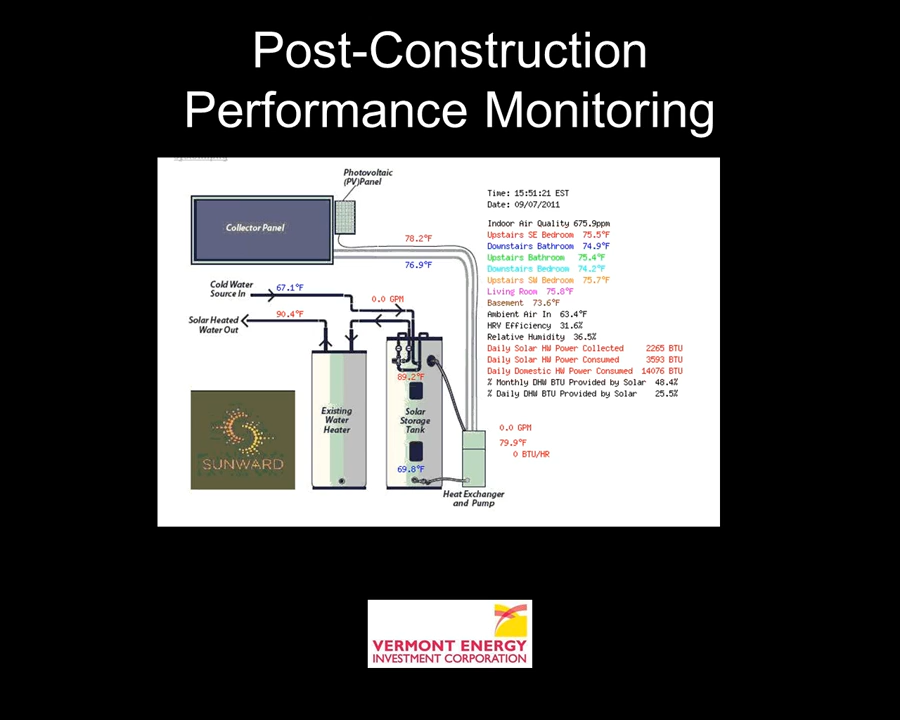 Post-Construction
Performance Monitoring
Photovoltaic
(PV)Panel
Collector Panel
78.2°F
76.9°F
Cold Water
Source In
67.1°F
0.0 GPM
Solar Heated
Water Out
90.4°F
89.2°F
Existing
Water
Heater
Solar
Storage
Tank
69.8°F
Heat Exchanger
and Pump
SUNWARD
Time: 15:51:21 EST
Date: 09/07/2011
Indoor Air Quality 675.9ppm
Upstairs SE Bedroom 75.5°F
Downstairs Bathroom 74.9°F
Upstairs Bathroom 75.4°F
Downstairs Bedroom 74.2°F
Upstairs SW Bedroom 75.7°F
Living Room 75.8°F
Basement 73.6°F
Ambient Air In 63.4°F
HRV Efficiency 31.6%
Relative Humidity 36.5%
Daily Solar HW Power Collected 2265 BTU
Daily Solar HW Power Consumed 3593 BTU
Daily Domestic HW Power Consumed 14076 BTU
% Monthly DHW BTU Provided by Solar 48.4%
% Daily DHW BTU Provided by Solar 25.5%
0.0 GPM
79.9°F
0 BTU/HR
VERMONT ENERGY
INVESTMENT CORPORATION